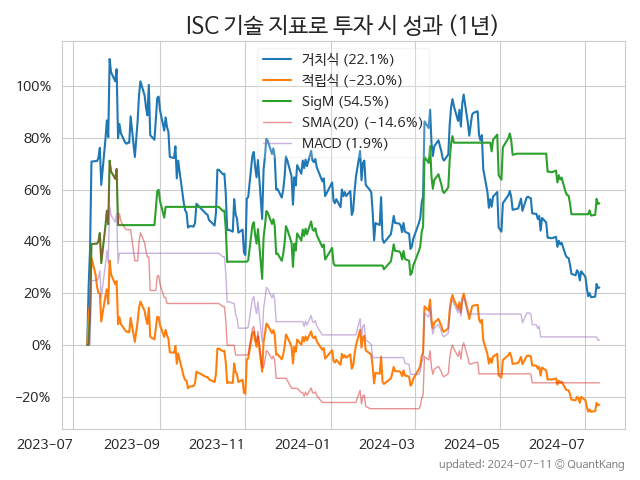 ISC 기술 지표로 투자 시 성과 (1년)
거치식 (22.1%)
적립식 (−23.0%)
SigM (54.5%)
SMA(20) (−14.6%)
MACD (1.9%)
100%
80%
60%
40%
20%
0%
−20%
2023-07 2023-09 2023-11 2024-01 2024-03 2024-05 2024-07
updated: 2024-07-11 © QuantKang